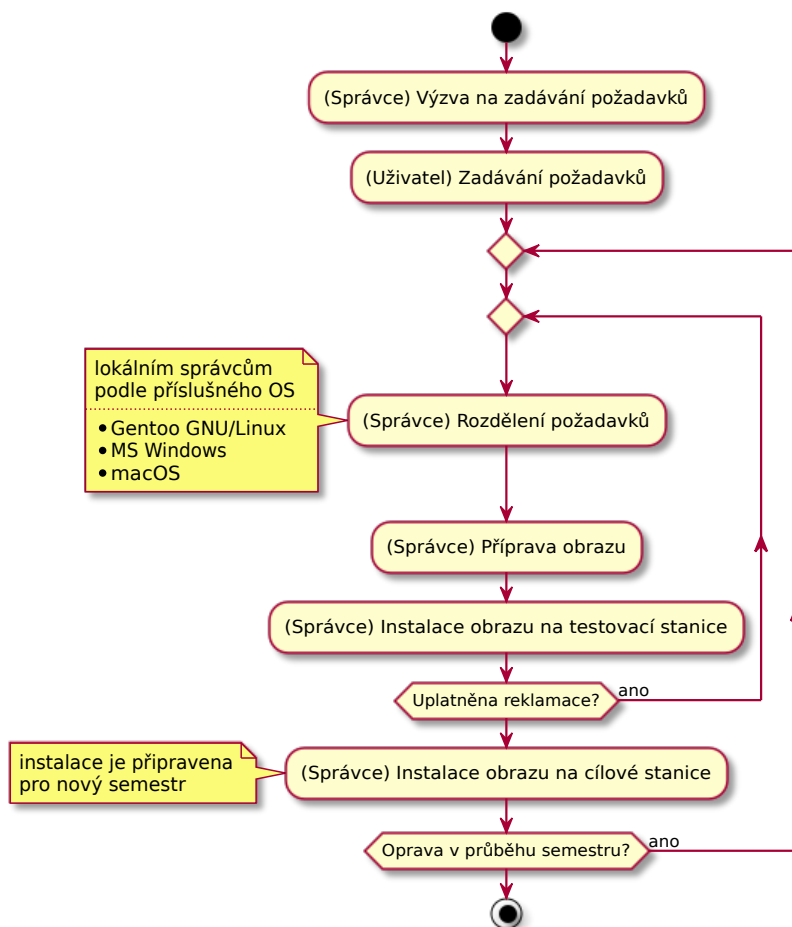 (Správce) Výzva na zadávání požadavků
(Uživatel) Zadávání požadavků
lokálním správcům
podle příslušného OS
• Gentoo GNU/Linux
• MS Windows
• macOS
(Správce) Rozdělení požadavků
(Správce) Příprava obrazu
(Správce) Instalace obrazu na testovací stanice
Uplatněna reklamace?
ano
instalace je připravena
pro nový semestr
(Správce) Instalace obrazu na cílové stanice
Oprava v průběhu semestru?
ano